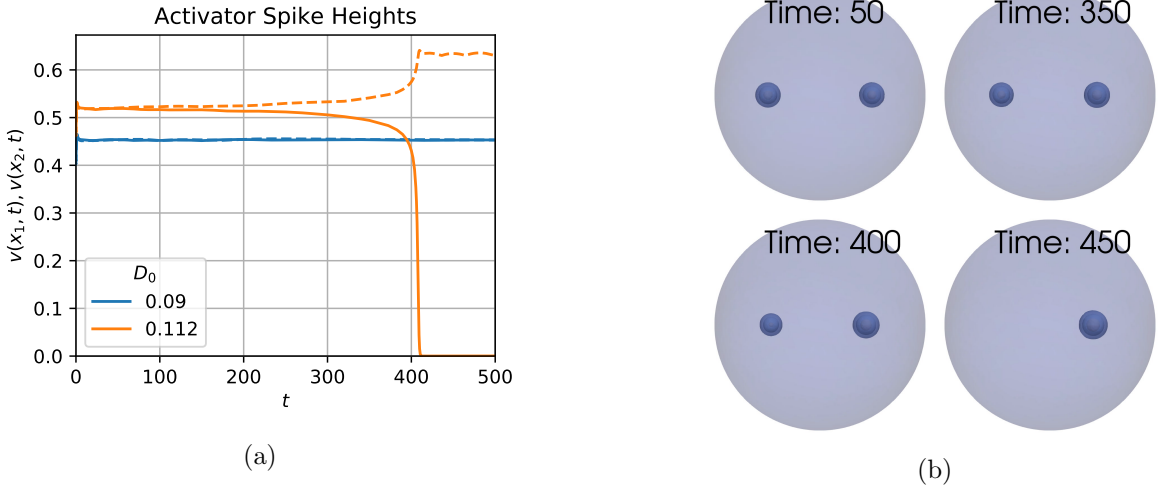 Activator Spike Heights
v(x₁, t), v(x₂, t)
0.6
0.5
0.4
0.3
0.2
0.1
0.0
D₀
0.09
0.112
0 100 200 300 400 500
t
(a)
Time: 50 Time: 350
Time: 400 Time: 450
(b)